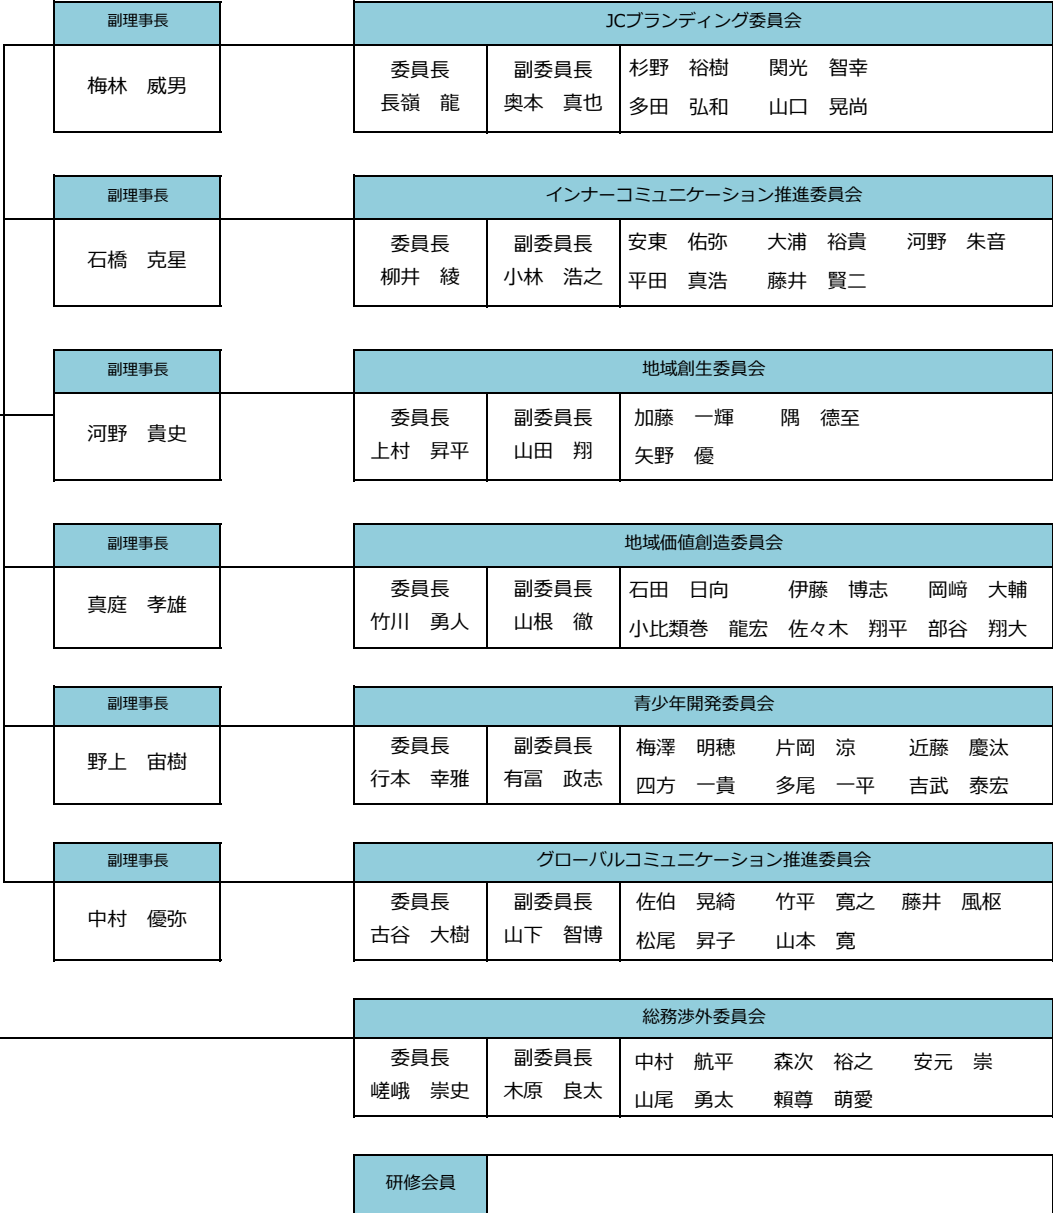 副理事長　JCブランディング委員会
梅林　威男
委員長　副委員長　杉野　裕樹　関光　智幸
長嶺　龍　奥本　真也　多田　弘和　山口　晃尚
副理事長　インナーコミュニケーション推進委員会
石橋　克星
委員長　副委員長　安東　佑弥　大浦　裕貴　河野　朱音
柳井　綾　小林　浩之　平田　真浩　藤井　賢二
副理事長　地域創生委員会
河野　貴史
委員長　副委員長　加藤　一輝　隅　德至
上村　昇平　山田　翔　矢野　優
副理事長　地域価値創造委員会
真庭　孝雄
委員長　副委員長　石田　日向　伊藤　博志　岡﨑　大輔
竹川　勇人　山根　徹　小比類巻　龍宏　佐々木　翔平　部谷　翔大
副理事長　青少年開発委員会
野上　宙樹
委員長　副委員長　梅澤　明穂　片岡　涼　近藤　慶汰
行本　幸雅　有冨　政志　四方　一貴　多尾　一平　吉武　泰宏
副理事長　グローバルコミュニケーション推進委員会
中村　優弥
委員長　副委員長　佐伯　晃綺　竹平　寛之　藤井　風枢
古谷　大樹　山下　智博　松尾　昇子　山本　寛
総務渉外委員会
委員長　副委員長　中村　航平　森次　裕之　安元　崇
嵯峨　崇史　木原　良太　山尾　勇太　賴尊　萌愛
研修会員